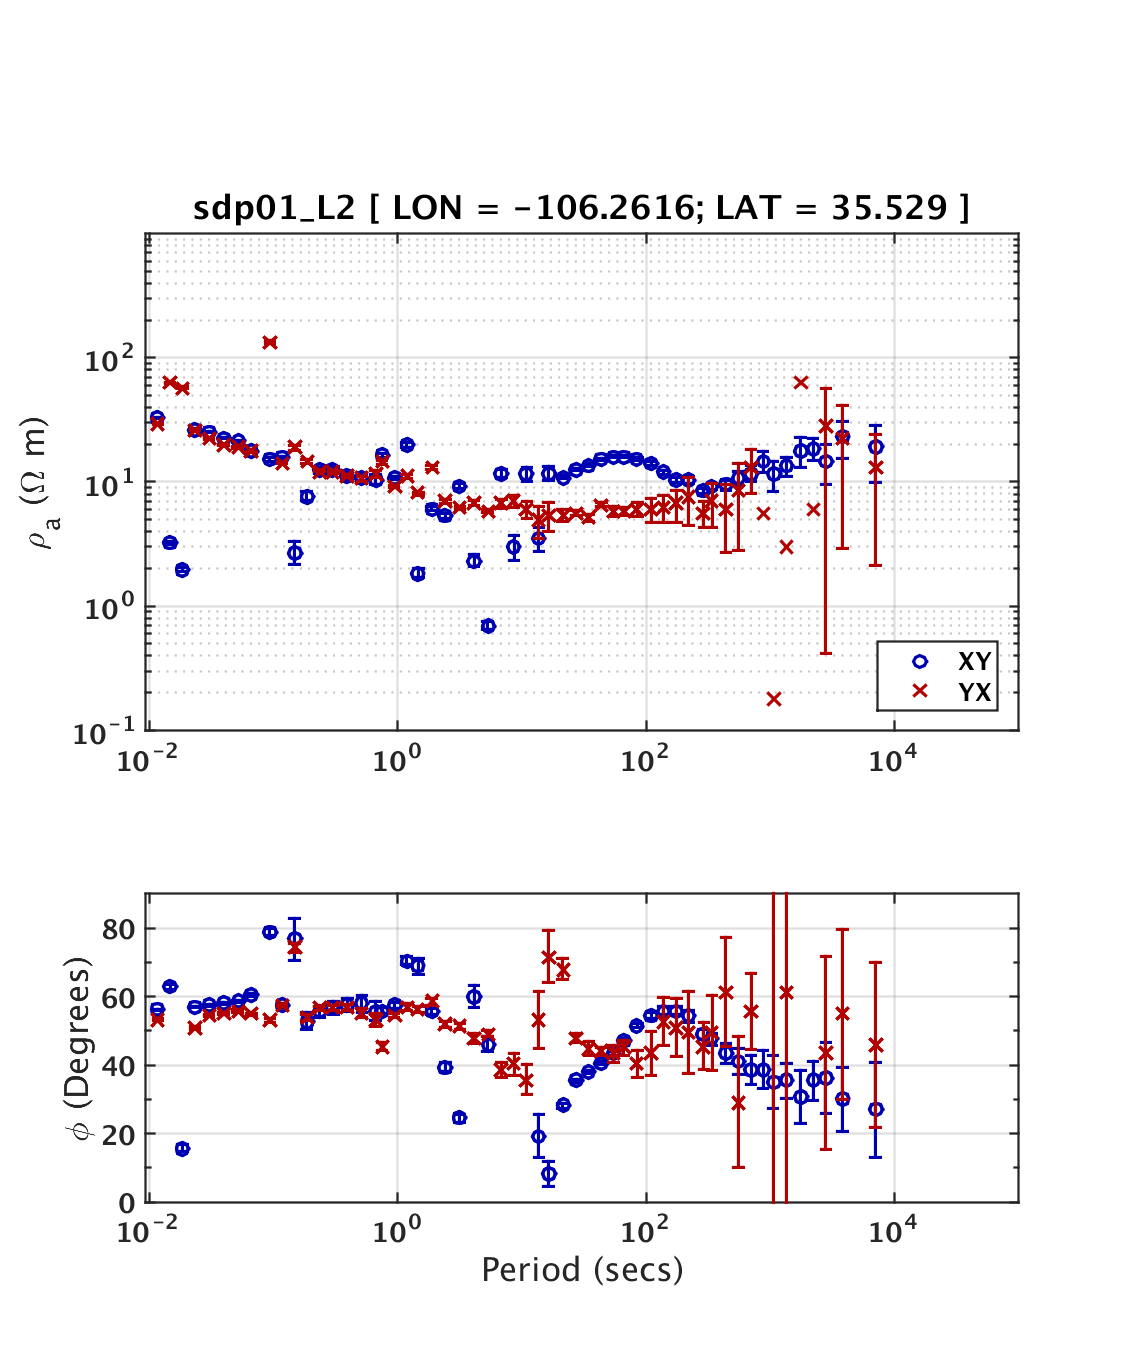 sdp01_L2 [ LON = -106.2616; LAT = 35.529 ]
ρa (Ω m)
10^2
10^1
10^0
10^-1
XY
YX
10^-2 10^0 10^2 10^4
ϕ (Degrees)
80
60
40
20
0
10^-2 10^0 10^2 10^4
Period (secs)